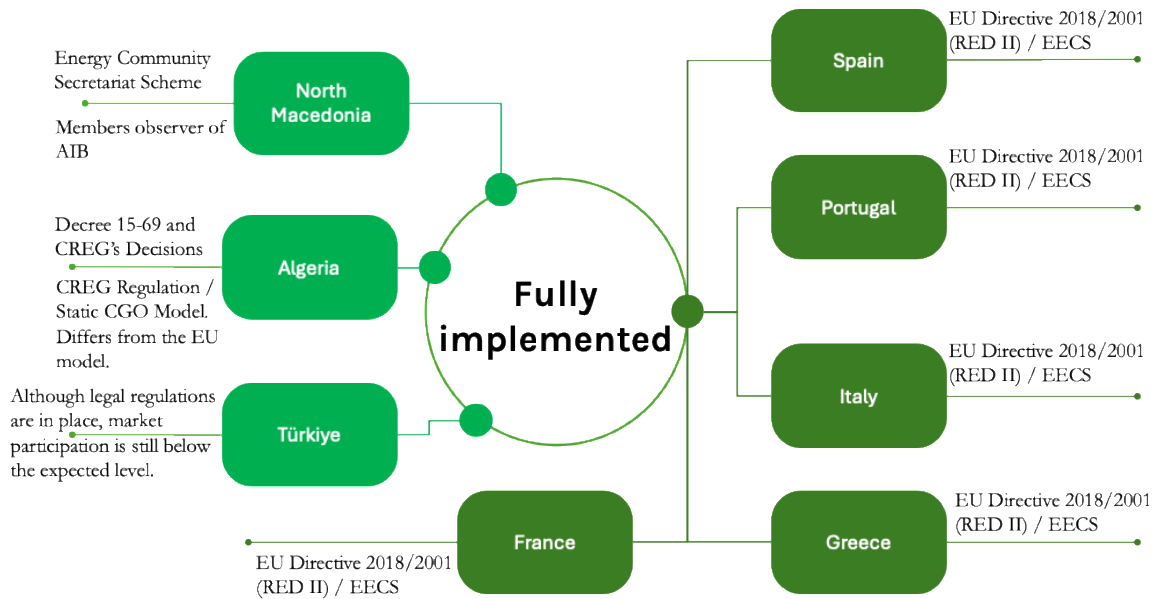 Energy Community
Secretariat Scheme
North
Macedonia
Members observer of
AIB
Decree 15-69 and
CREG's Decisions
Algeria
CREG Regulation /
Static CGO Model.
Differs from the EU
model.
Although legal regulations
are in place, market
participation is still below
the expected level.
Türkiye
Fully
implemented
EU Directive 2018/2001
(RED II) / EECS
Spain
EU Directive 2018/2001
(RED II) / EECS
Portugal
EU Directive 2018/2001
(RED II) / EECS
Italy
EU Directive 2018/2001
(RED II) / EECS
Greece
France
EU Directive 2018/2001
(RED II) / EECS